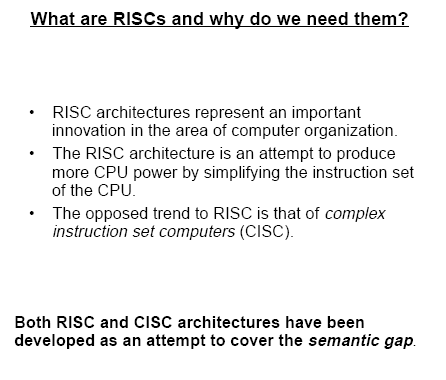 What are RISCs and why do we need them?
• RISC architectures represent an important
innovation in the area of computer organization.
• The RISC architecture is an attempt to produce
more CPU power by simplifying the instruction set
of the CPU.
• The opposed trend to RISC is that of complex
instruction set computers (CISC).
Both RISC and CISC architectures have been
developed as an attempt to cover the semantic gap.